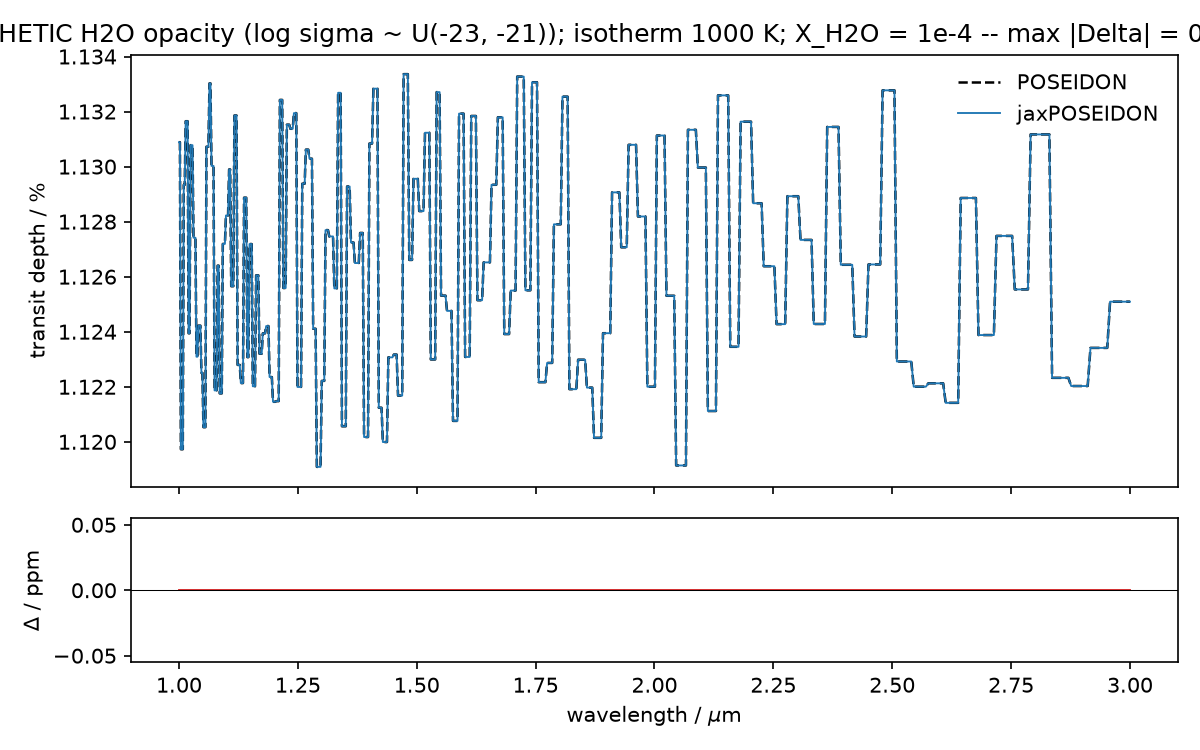 HETIC H2O opacity (log sigma ~ U(-23, -21)); isotherm 1000 K; X_H2O = 1e-4 -- max |Delta| = 0
1.134
1.132
1.130
1.128
1.126
1.124
1.122
1.120
transit depth / %
POSEIDON
jaxPOSEIDON
0.05
0.00
−0.05
Δ / ppm
1.00 1.25 1.50 1.75 2.00 2.25 2.50 2.75 3.00
wavelength / μm